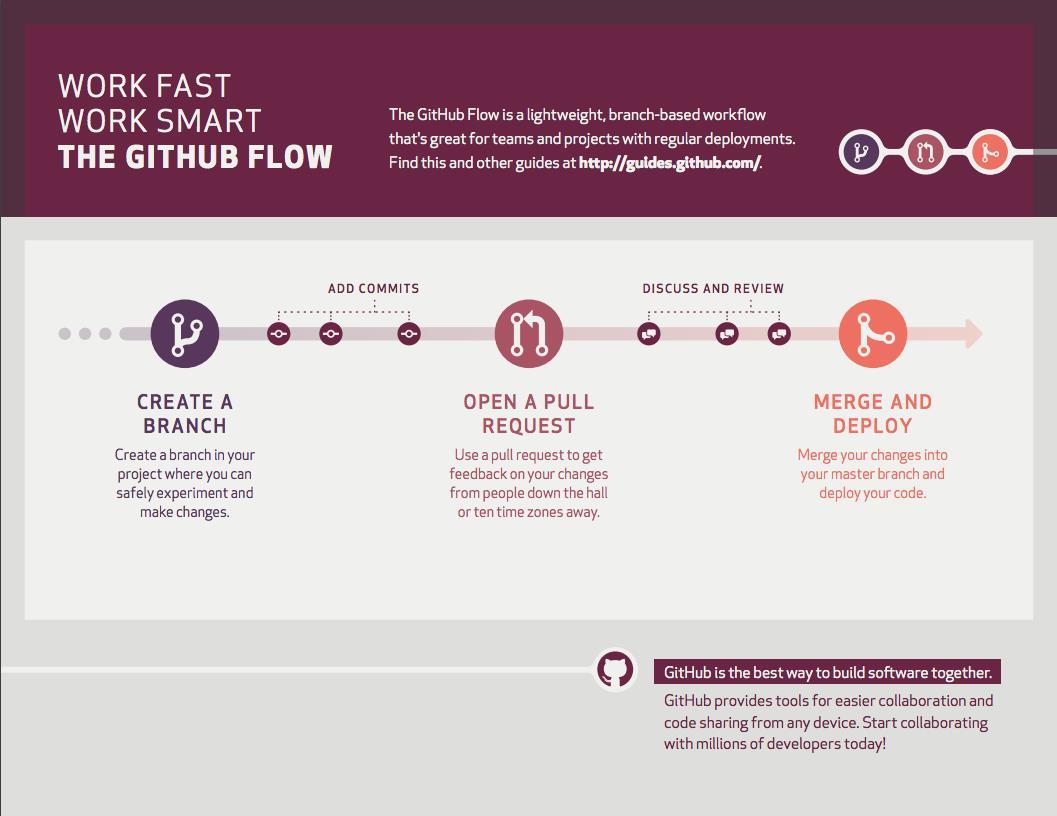 WORK FAST
WORK SMART
THE GITHUB FLOW
The GitHub Flow is a lightweight, branch-based workflow
that's great for teams and projects with regular deployments.
Find this and other guides at http://guides.github.com/.
ADD COMMITS
DISCUSS AND REVIEW
CREATE A
BRANCH
Create a branch in your
project where you can
safely experiment and
make changes.
OPEN A PULL
REQUEST
Use a pull request to get
feedback on your changes
from people down the hall
or ten time zones away.
MERGE AND
DEPLOY
Merge your changes into
your master branch and
deploy your code.
GitHub is the best way to build software together.
GitHub provides tools for easier collaboration and
code sharing from any device. Start collaborating
with millions of developers today!